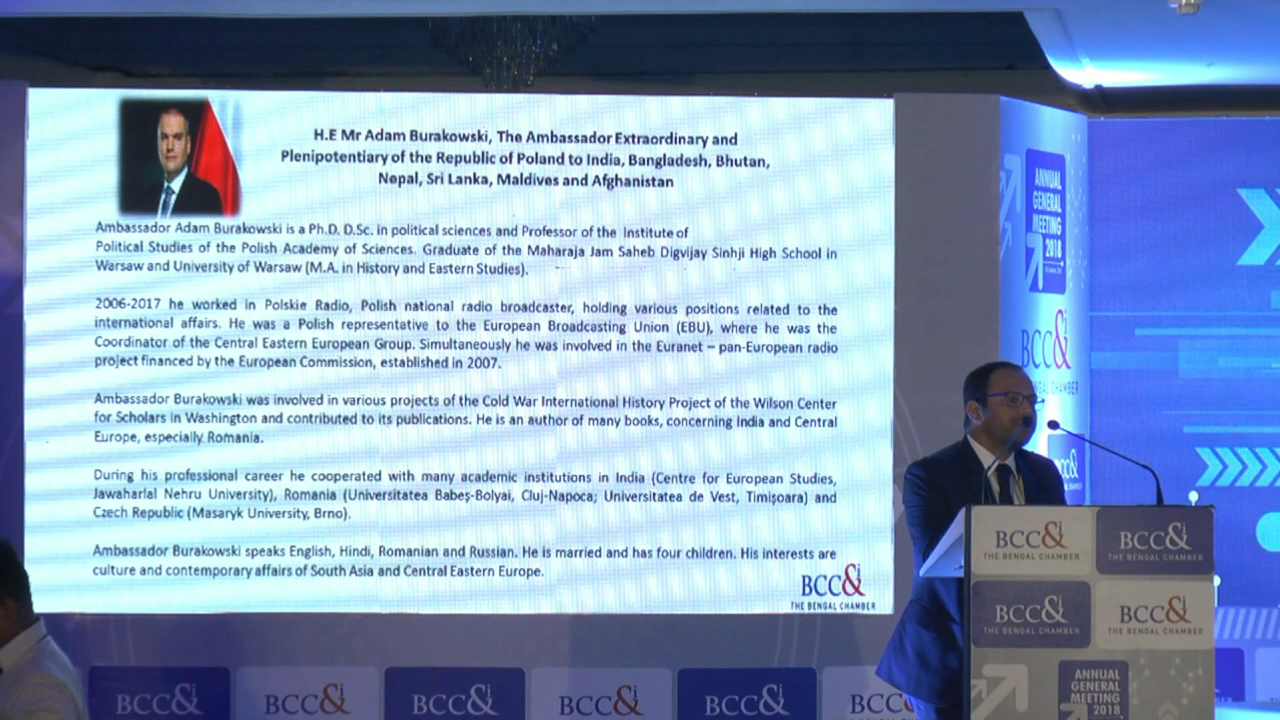 H.E Mr Adam Burakowski, The Ambassador Extraordinary and
Plenipotentiary of the Republic of Poland to India, Bangladesh, Bhutan,
Nepal, Sri Lanka, Maldives and Afghanistan
Ambassador Adam Burakowski is a Ph.D. D.Sc. in political sciences and Professor of the Institute of
Political Studies of the Polish Academy of Sciences. Graduate of the Maharaja Jam Saheb Digvijay Sinhji High School in
Warsaw and University of Warsaw (M.A. in History and Eastern Studies).
2006-2017 he worked in Polskie Radio, Polish national radio broadcaster, holding various positions related to the
international affairs. He was a Polish representative to the European Broadcasting Union (EBU), where he was the
Coordinator of the Central Eastern European Group. Simultaneously he was involved in the Euranet – pan-European radio
project financed by the European Commission, established in 2007.
Ambassador Burakowski was involved in various projects of the Cold War International History Project of the Wilson Center
for Scholars in Washington and contributed to its publications. He is an author of many books, concerning India and Central
Europe, especially Romania.
During his professional career he cooperated with many academic institutions in India (Centre for European Studies,
Jawaharlal Nehru University), Romania (Universitatea Babeș-Bolyai, Cluj-Napoca; Universitatea de Vest, Timișoara) and
Czech Republic (Masaryk University, Brno).
Ambassador Burakowski speaks English, Hindi, Romanian and Russian. He is married and has four children. His interests are
culture and contemporary affairs of South Asia and Central Eastern Europe.
BCC&i
THE BENGAL CHAMBER
ANNUAL
GENERAL
MEETING
2018
BCC&i
CHAMBER
BCC&i
THE BENGAL CHAMBER
BCC&i
THE BENGAL CHAMBER
BCC&i
THE BENGAL CHAMBER
BCC&i
THE BENGAL CHAMBER
ANNUAL
GENERAL
MEETING
2018
BCC&i
BCC&i
BCC&i
BCC&i
BCC&i
BCC